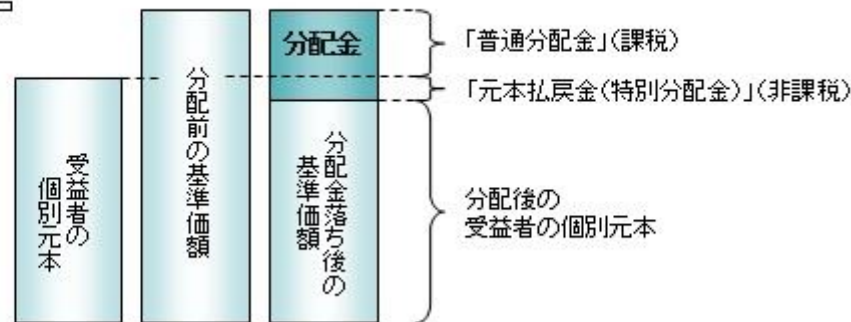 受益者の
個別元本
分配前の基準価額
分配金
分配金落ち後の
基準価額
「普通分配金」(課税)
「元本払戻金(特別分配金)」(非課税)
分配後の
受益者の個別元本